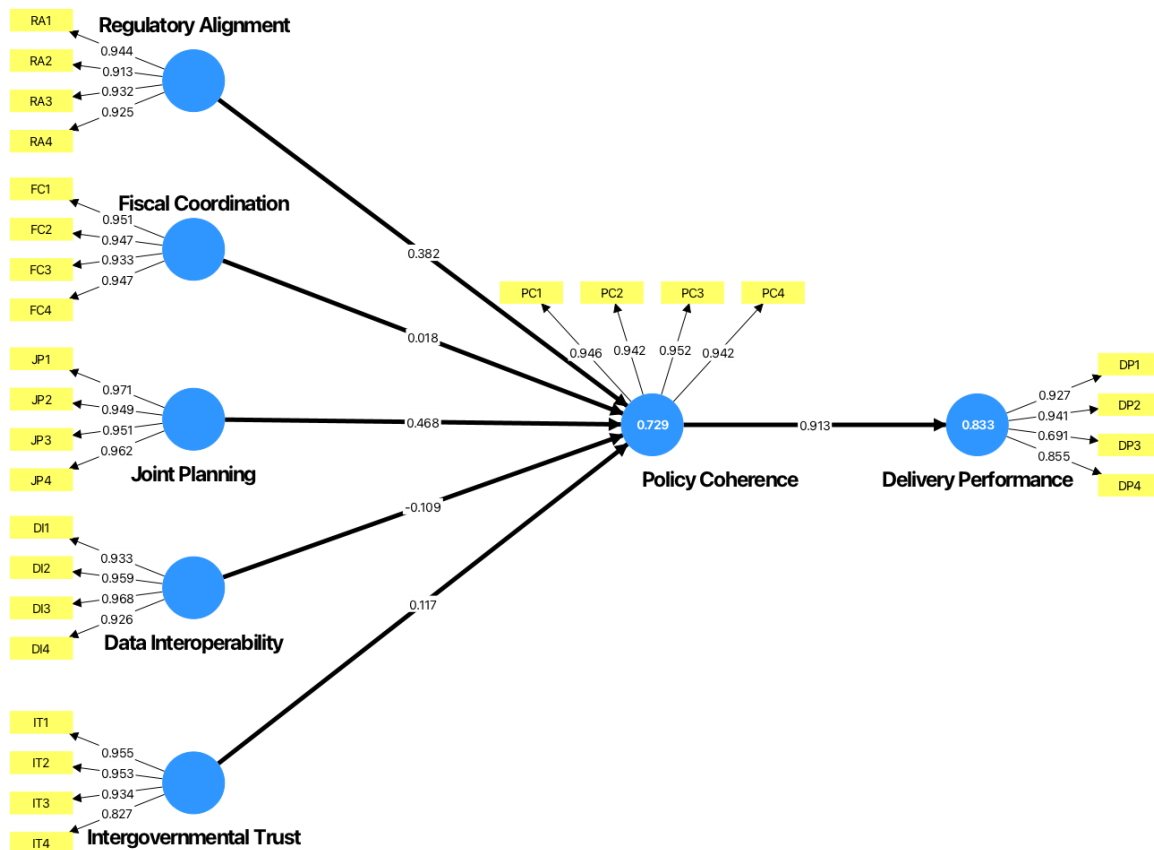 RA1
Regulatory Alignment
0.944
RA2
0.913
RA3
0.932
0.925
RA4
FC1
Fiscal Coordination
0.951
FC2
0.947
FC3
0.933
0.947
FC4
0.382
0.018
JP1
0.971
JP2
0.949
JP3
0.951
0.962
JP4
Joint Planning
0.468
DI1
0.933
DI2
0.959
DI3
0.968
0.926
DI4
Data Interoperability
-0.109
IT1
0.955
IT2
0.953
IT3
0.934
0.827
IT4
Intergovernmental Trust
0.117
PC1 PC2 PC3 PC4
0.946 0.942 0.952 0.942
0.729
Policy Coherence
0.913
0.833
Delivery Performance
DP1
0.927
DP2
0.941
DP3
0.691
0.855
DP4